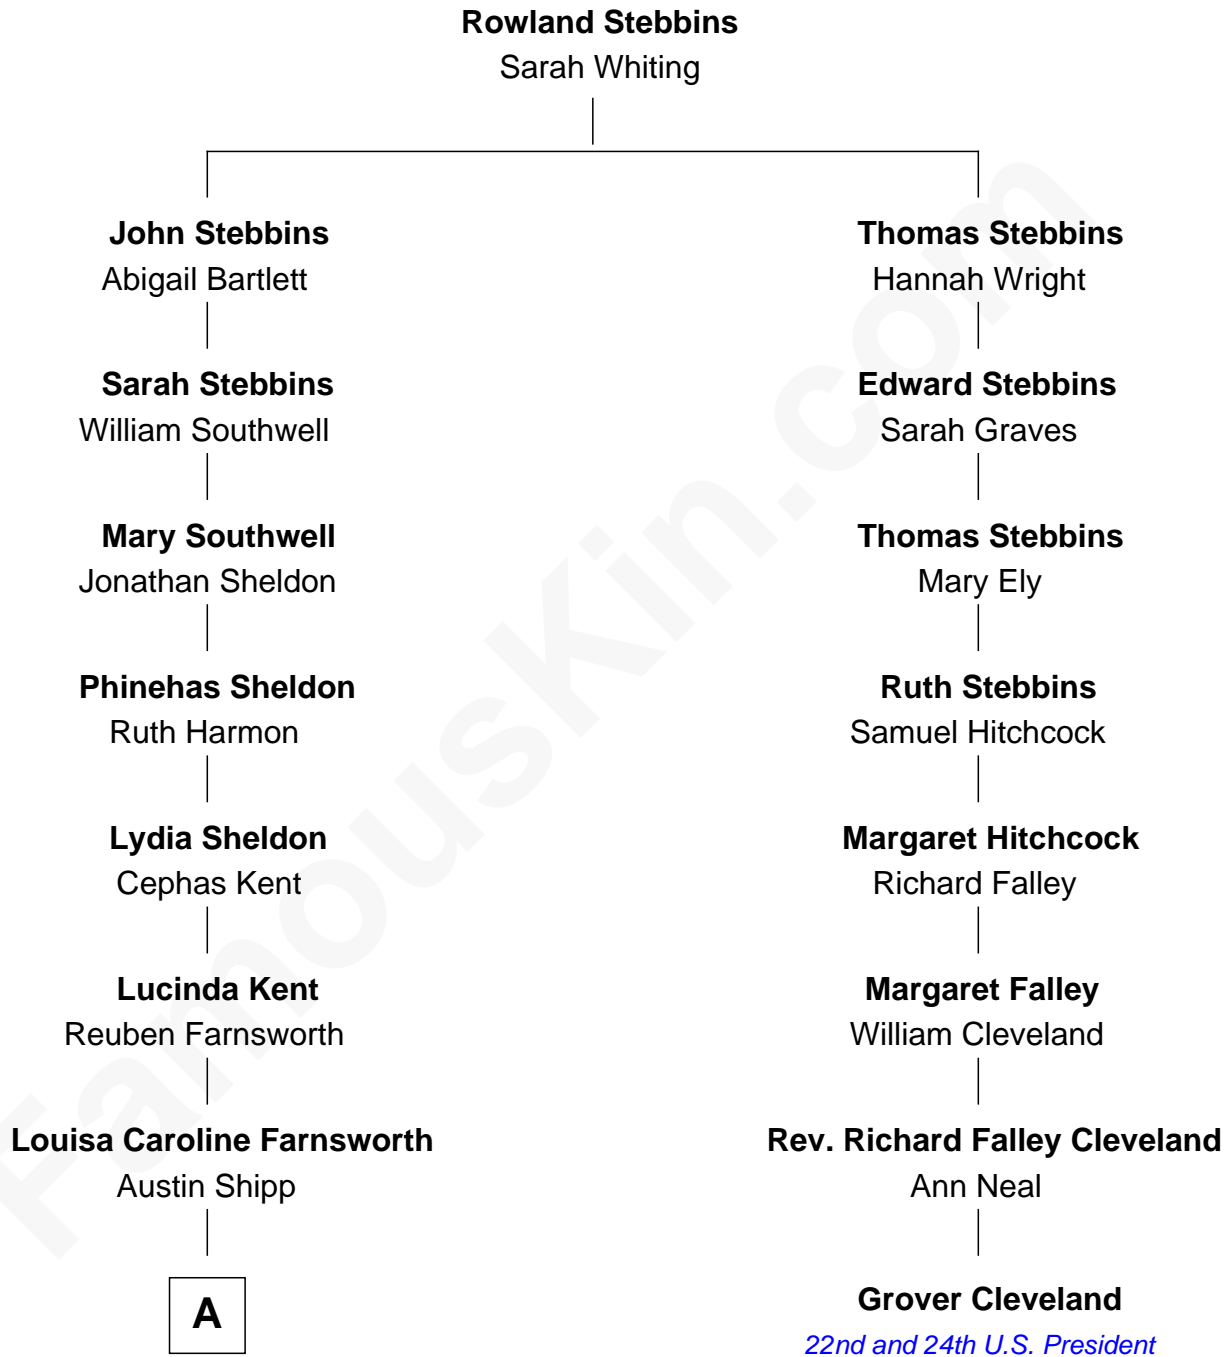 Rowland Stebbins
Sarah Whiting
John Stebbins
Abigail Bartlett
Thomas Stebbins
Hannah Wright
Sarah Stebbins
William Southwell
Edward Stebbins
Sarah Graves
Mary Southwell
Jonathan Sheldon
Thomas Stebbins
Mary Ely
Phinehas Sheldon
Ruth Harmon
Ruth Stebbins
Samuel Hitchcock
Lydia Sheldon
Cephas Kent
Margaret Hitchcock
Richard Falley
Lucinda Kent
Reuben Farnsworth
Margaret Falley
William Cleveland
Louisa Caroline Farnsworth
Austin Shipp
Rev. Richard Falley Cleveland
Ann Neal
A
Grover Cleveland
22nd and 24th U.S. President
FamousKin.com